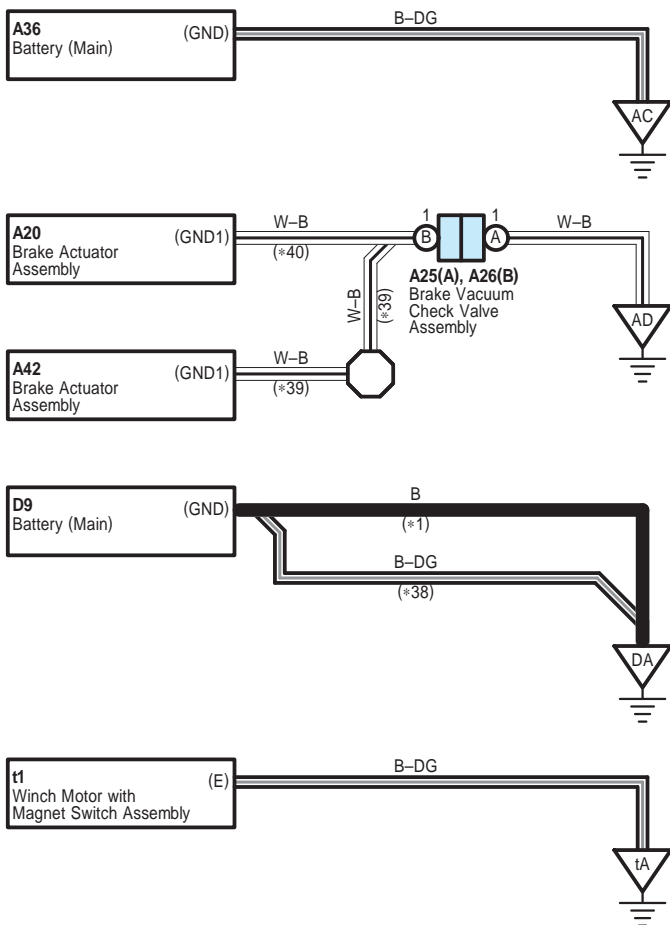 B–DG
A36 (GND)
Battery (Main)
AC
W–B 1 1 W–B
A20 (GND1) B A
Brake Actuator
Assembly
(*40)
A25(A), A26(B)
Brake Vacuum
Check Valve
Assembly
W–B (*39)
AD
W–B
A42 (GND1)
Brake Actuator
Assembly
(*39)
B
D9 (GND)
Battery (Main)
(*1)
B–DG
(*38)
DA
B–DG
t1 (E)
Winch Motor with
Magnet Switch Assembly
tA